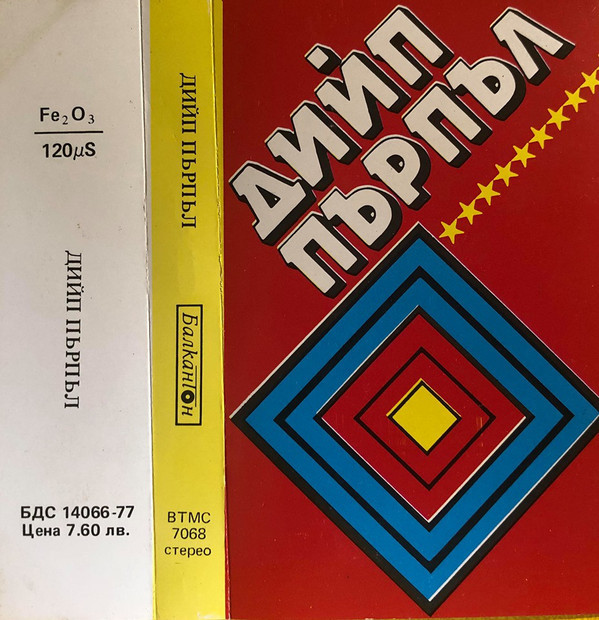 Fe₂O₃
120μS
ДИЙП ПЪРПЪЛ
БДС 14066-77
Цена 7.60 лв.
ДИЙП ПЪРПЪЛ
Балкантон
ВТМС
7068
стерео
ДИЙП
ПЪРПЪЛ